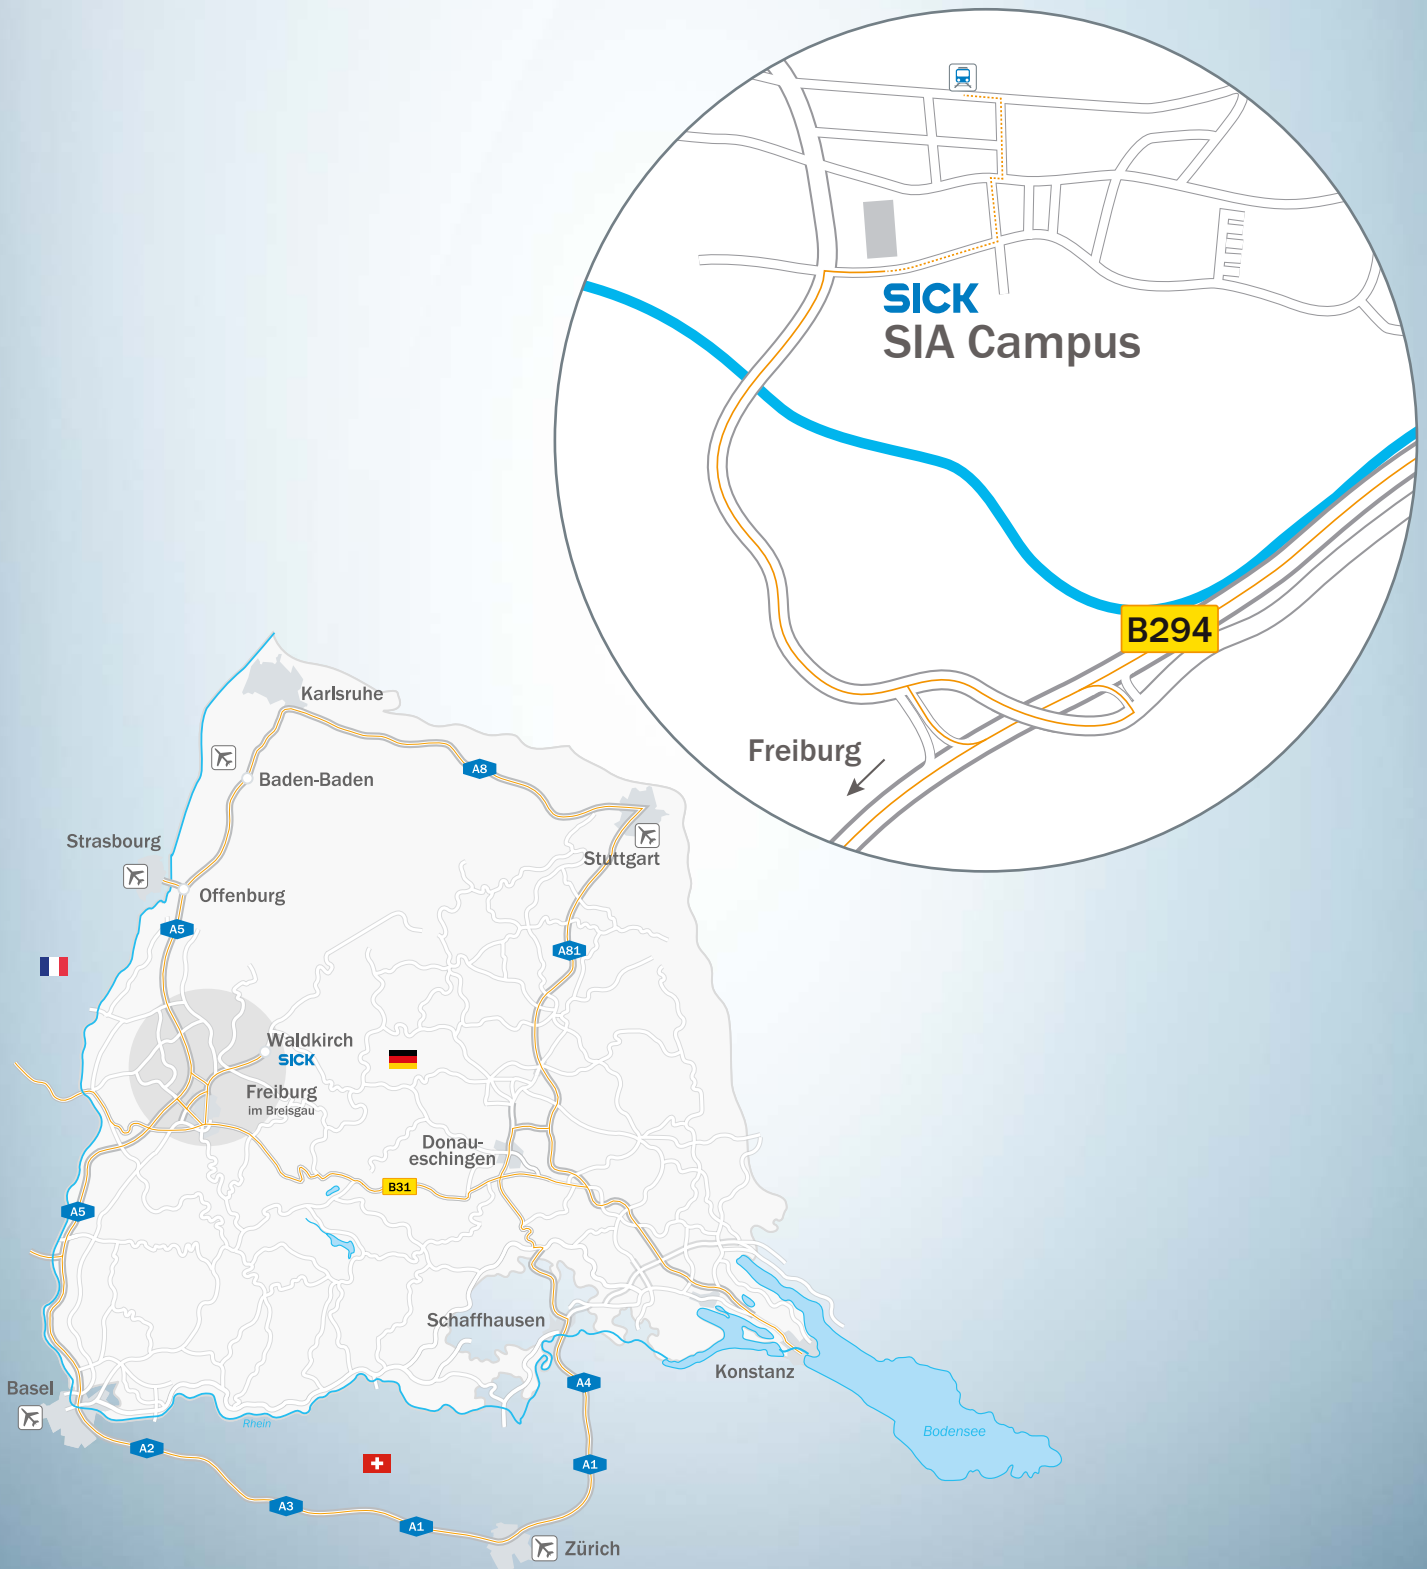 SICK
SIA Campus
B294
Freiburg
Karlsruhe
Baden-Baden
A8
Strasbourg
Stuttgart
Offenburg
A5
A81
Waldkirch
SICK
Freiburg
im Breisgau
Donau-
eschingen
B31
A5
Schaffhausen
Konstanz
Basel
A4
Rhein
Bodensee
A2
A1
A3
A1
Zürich